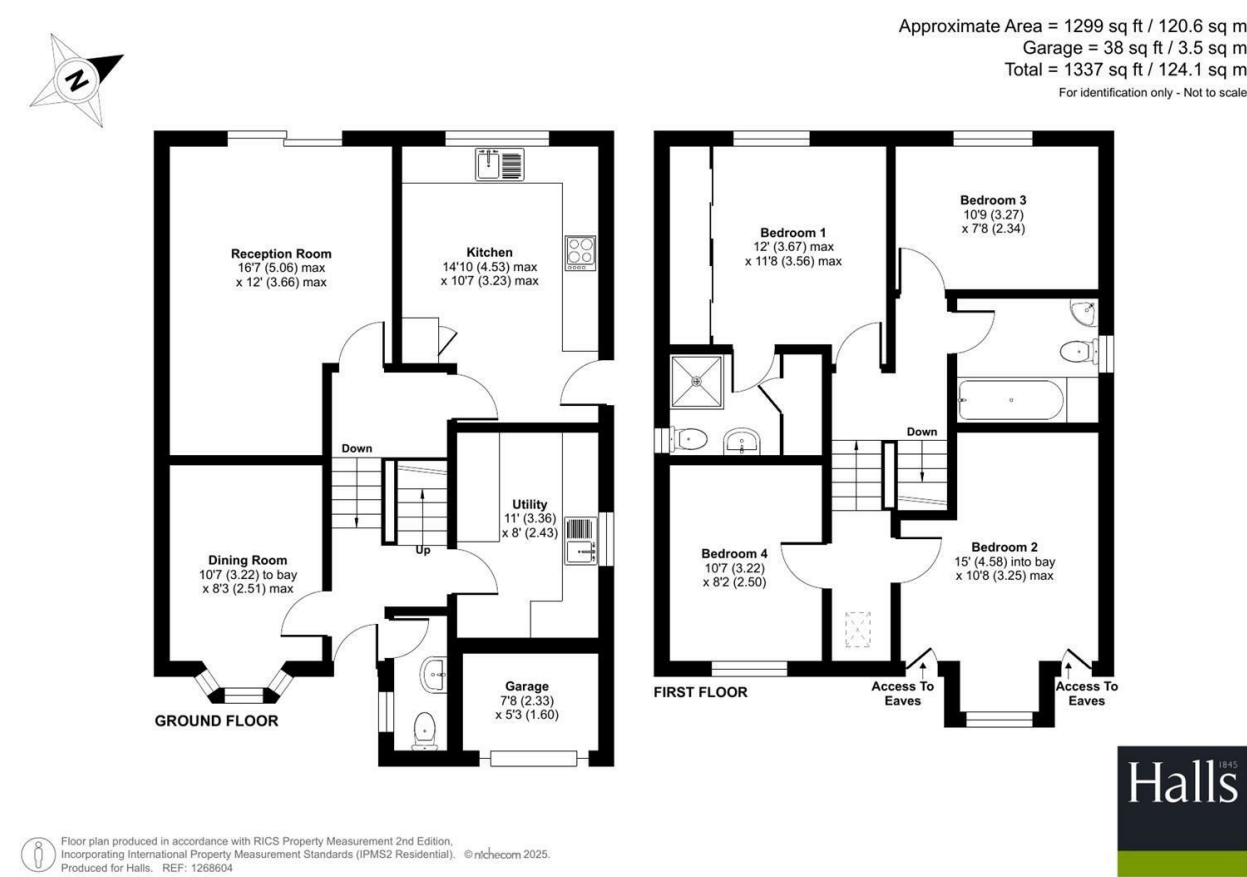 Approximate Area = 1299 sq ft / 120.6 sq m
Garage = 38 sq ft / 3.5 sq m
Total = 1337 sq ft / 124.1 sq m
For identification only - Not to scale
N
Reception Room
16'7 (5.06) max
x 12' (3.66) max
Kitchen
14'10 (4.53) max
x 10'7 (3.23) max
Down
Up
Utility
11' (3.36)
x 8' (2.43)
Dining Room
10'7 (3.22) to bay
x 8'3 (2.51) max
Garage
7'8 (2.33)
x 5'3 (1.60)
GROUND FLOOR
Bedroom 1
12' (3.67) max
x 11'8 (3.56) max
Bedroom 3
10'9 (3.27)
x 7'8 (2.34)
Down
Bedroom 4
10'7 (3.22)
x 8'2 (2.50)
Bedroom 2
15' (4.58) into bay
x 10'8 (3.25) max
Access To
Eaves
Access To
Eaves
FIRST FLOOR
1845
Halls
Floor plan produced in accordance with RICS Property Measurement 2nd Edition,
Incorporating International Property Measurement Standards (IPMS2 Residential). © nichecom 2025.
Produced for Halls. REF: 1268604